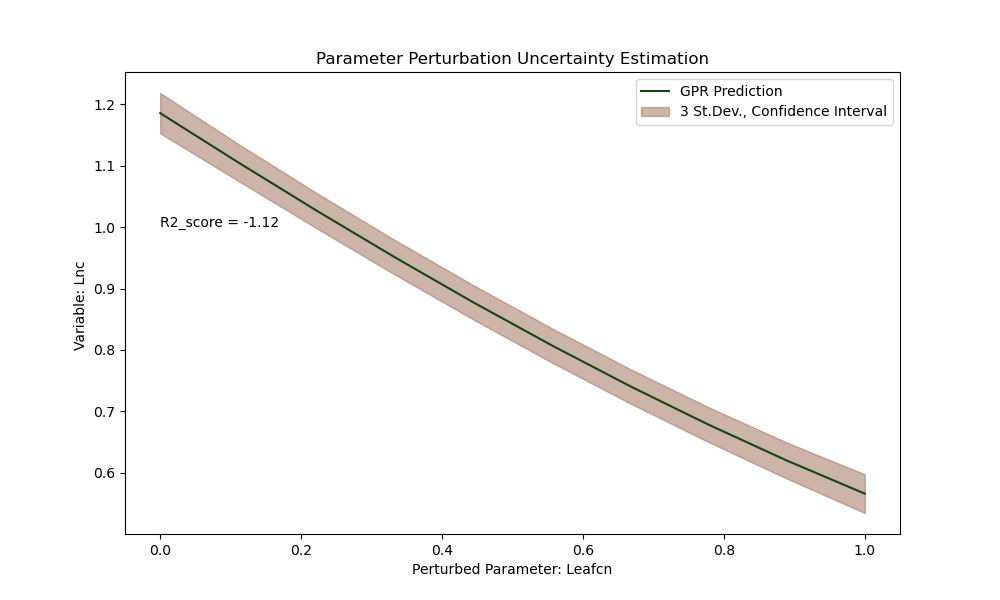 Parameter Perturbation Uncertainty Estimation
GPR Prediction
3 St.Dev., Confidence Interval
R2_score = -1.12
Variable: Lnc
1.2
1.1
1.0
0.9
0.8
0.7
0.6
0.0 0.2 0.4 0.6 0.8 1.0
Perturbed Parameter: Leafcn